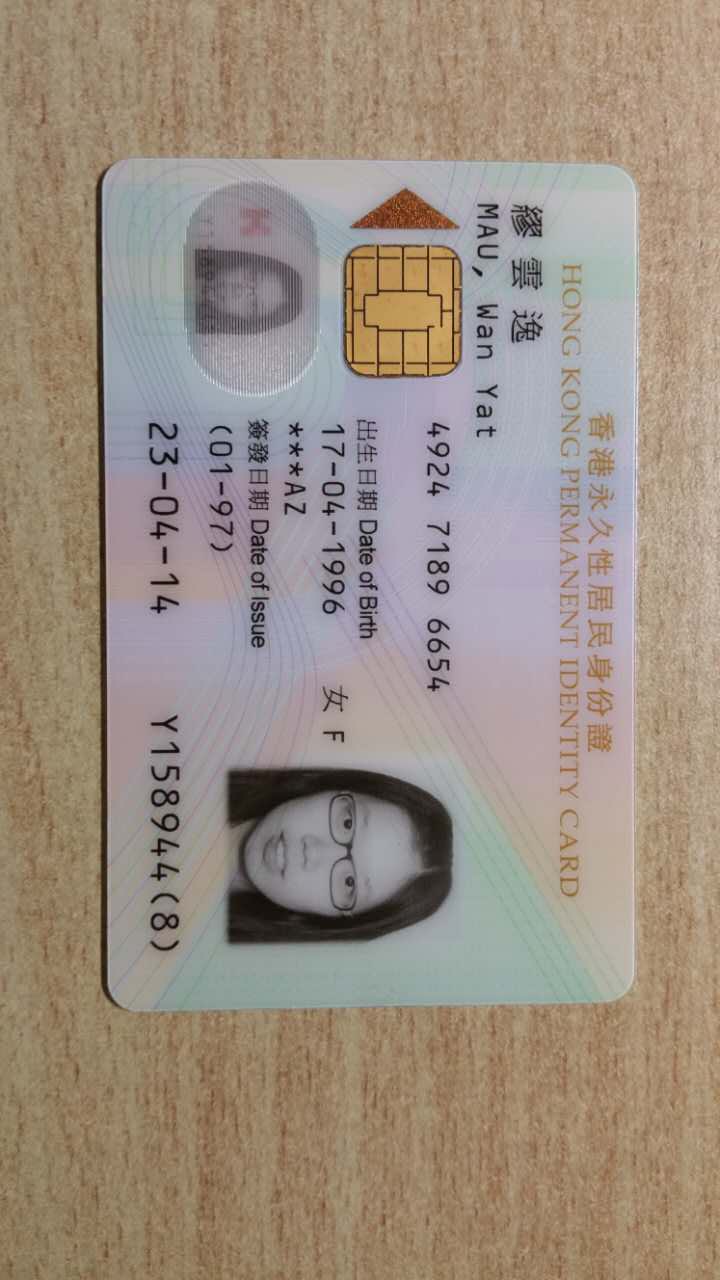 香港永久性居民身份證
HONG KONG PERMANENT IDENTITY CARD
繆雲逸
MAU, Wan Yat
4924 7189 6654
出生日期 Date of Birth
17-04-1996 女 F
***AZ
簽發日期 Date of Issue
(01-97)
23-04-14 Y158944(8)